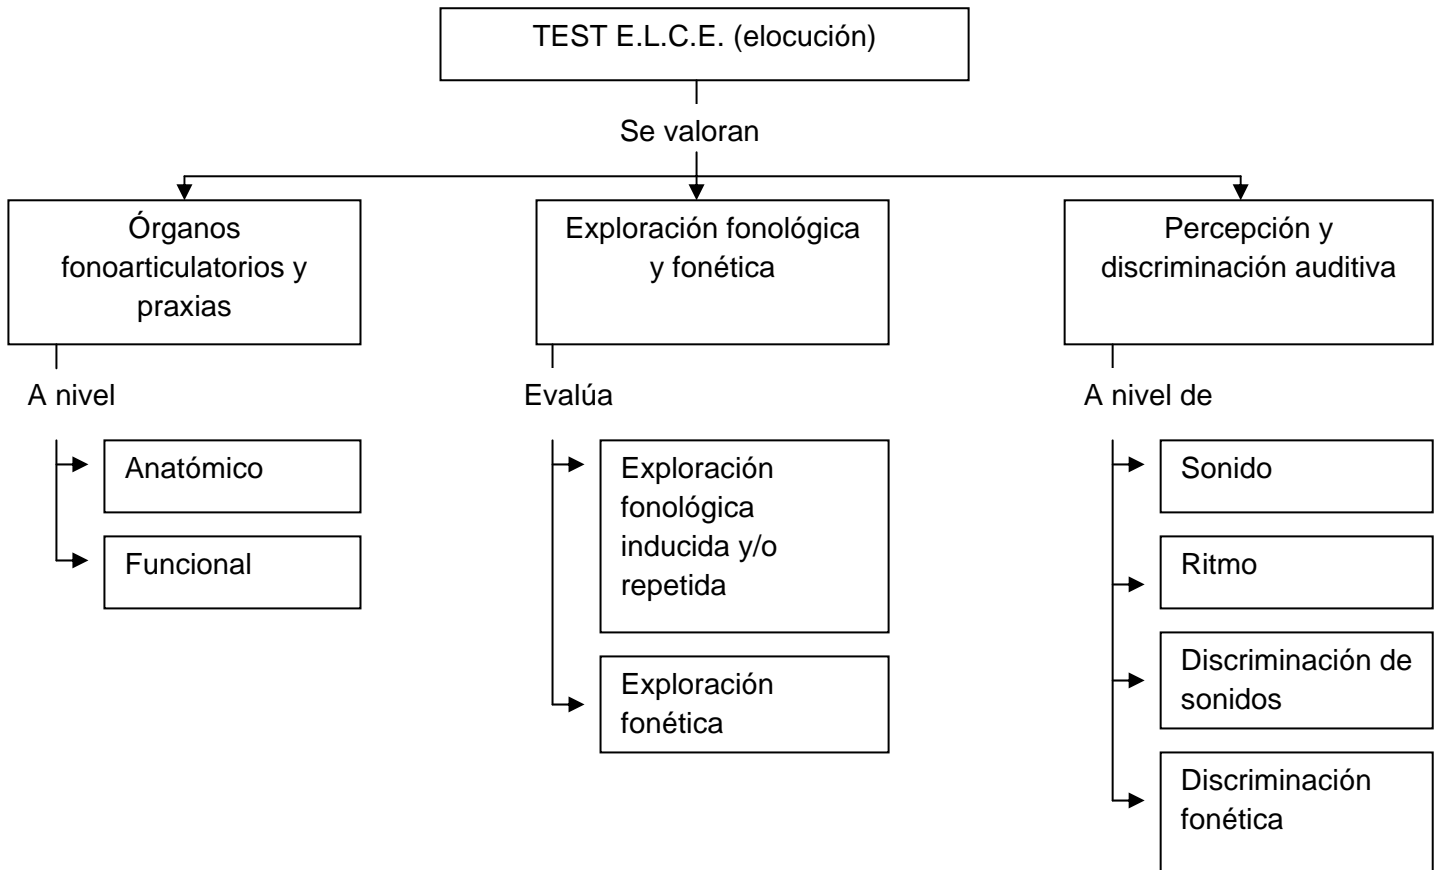 TEST E.L.C.E. (elocución)
Se valoran
Órganos
fonoarticulatorios y
praxias
Exploración fonológica
y fonética
Percepción y
discriminación auditiva
A nivel
Evalúa
A nivel de
Anatómico
Funcional
Exploración
fonológica
inducida y/o
repetida
Exploración
fonética
Sonido
Ritmo
Discriminación de
sonidos
Discriminación
fonética